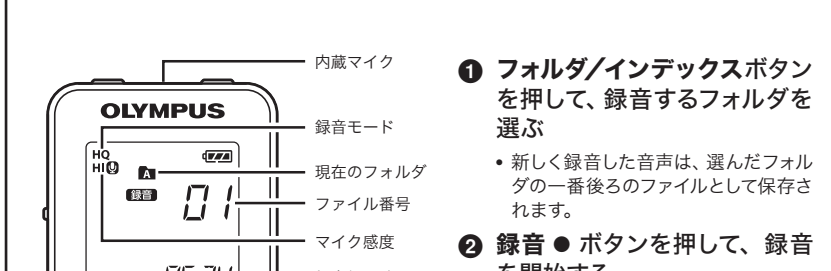 内蔵マイク
OLYMPUS
録音モード
HQ
HI
A
現在のフォルダ
録音
01
ファイル番号
マイク感度
❶ フォルダ/インデックスボタン
を押して、録音するフォルダを
選ぶ
• 新しく録音した音声は、選んだフォル
ダの一番後ろのファイルとして保存さ
れます。
❷ 録音 ● ボタンを押して、録音
を開始する